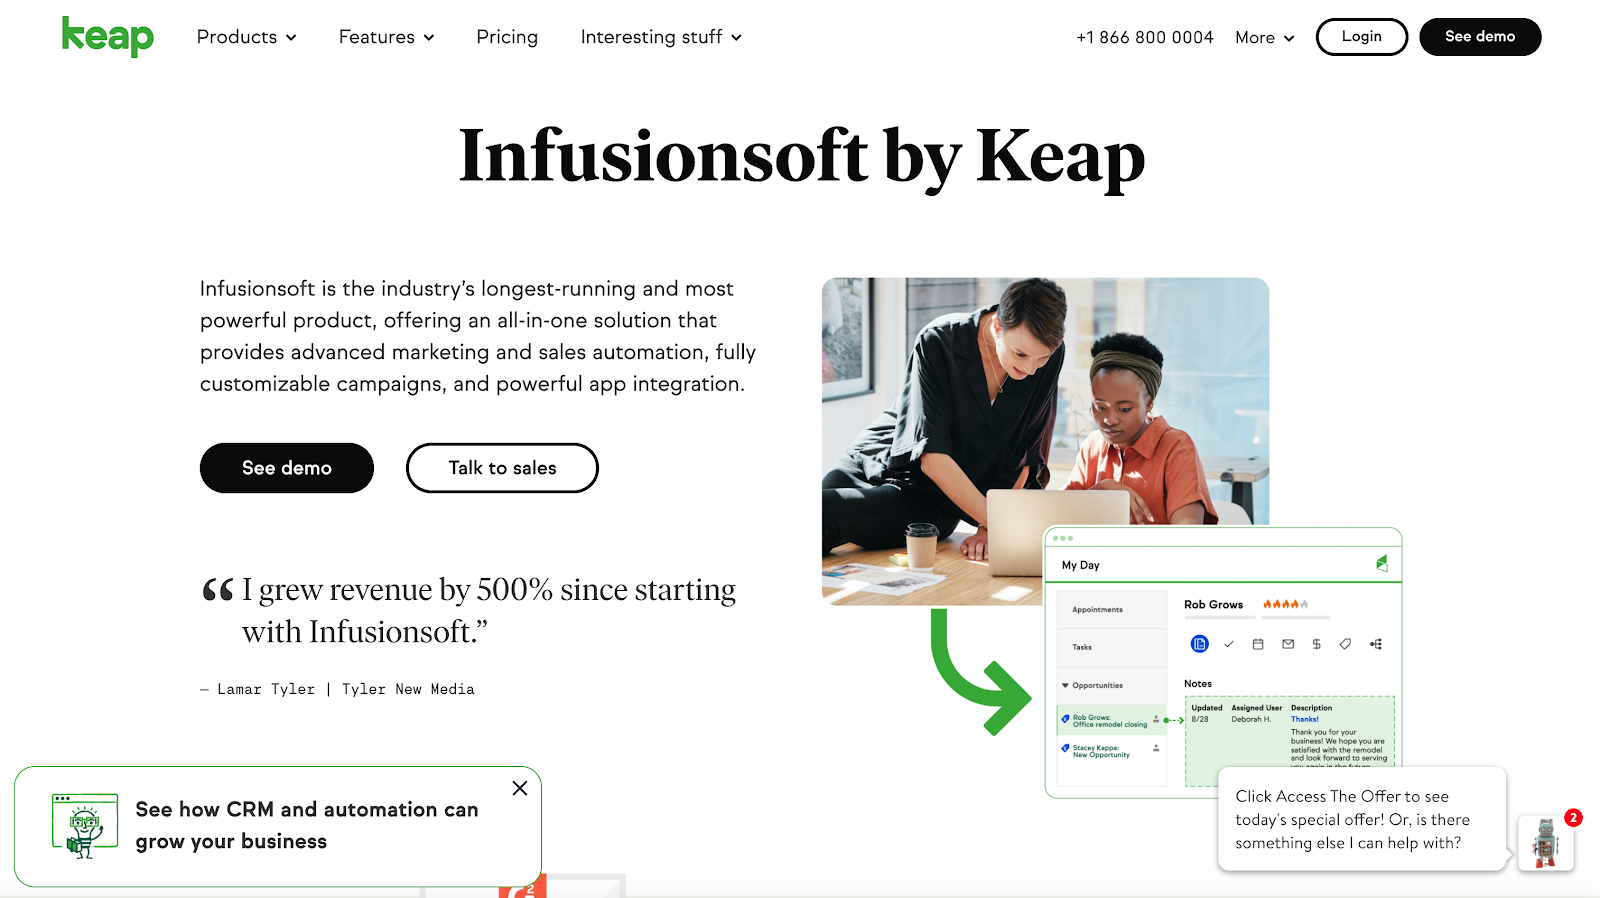 keap
Products
Features
Pricing
Interesting stuff
+1 866 800 0004
More
Login
See demo
Infusionsoft by Keap
Infusionsoft is the industry’s longest-running and most
powerful product, offering an all-in-one solution that
provides advanced marketing and sales automation, fully
customizable campaigns, and powerful app integration.
See demo
Talk to sales
“I grew revenue by 500% since starting
with Infusionsoft.”
— Lamar Tyler | Tyler New Media
My Day
Appointments
Tasks
Opportunities
Rob Grows:
Office remodel closing
Stacey Kappa:
New Opportunity
Rob Grows
$
Notes
Updated Assigned User Description
8/28 Deborah H. Thanks!
Thank you for your
business! We hope you are
satisfied with the remodel
and look forward to serving
you again in the future
See how CRM and automation can
grow your business
Click Access The Offer to see
today's special offer! Or, is there
something else I can help with?
2